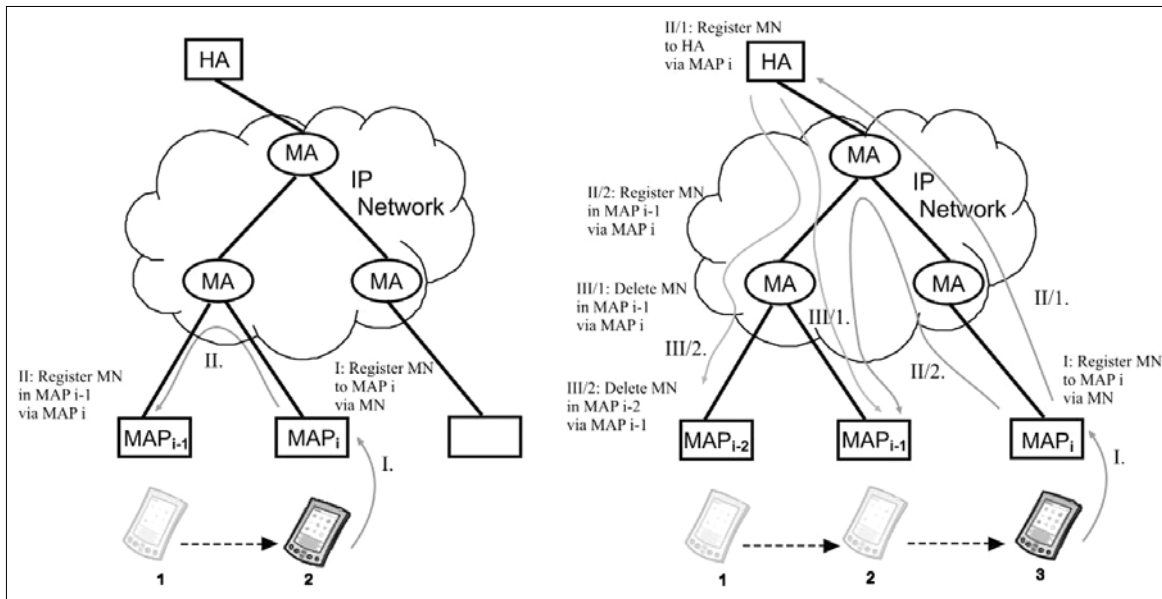 HA
MA
IP
Network
MA
MA
II.
II: Register MN
in MAP i-1
via MAP i
I: Register MN
to MAP i
via MN
MAPi-1
MAPi
I.
1
2
II/1: Register MN
to HA
via MAP i
HA
MA
IP
Network
II/2: Register MN
in MAP i-1
via MAP i
MA
MA
III/1: Delete MN
in MAP i-1
via MAP i
III/1.
II/1.
III/2.
II/2.
I: Register MN
to MAP i
via MN
III/2: Delete MN
in MAP i-2
via MAP i-1
MAPi-2
MAPi-1
MAPi
I.
1
2
3